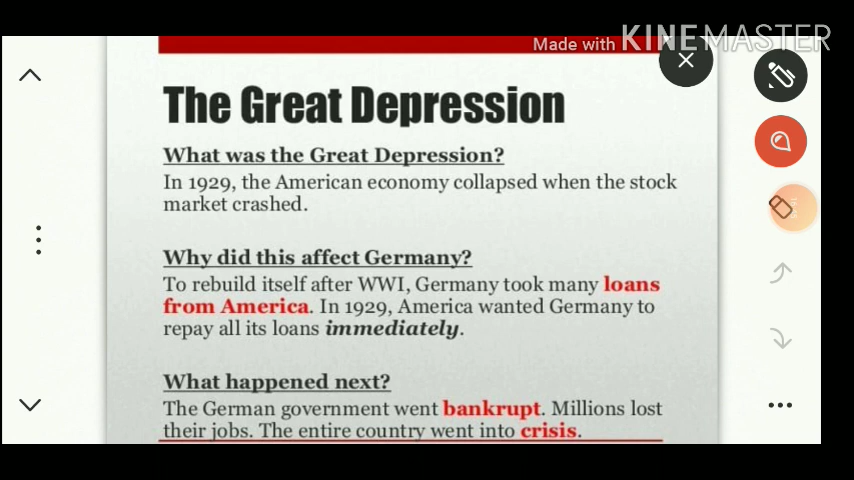 Made with KINEMASTER
The Great Depression
What was the Great Depression?
In 1929, the American economy collapsed when the stock
market crashed.
Why did this affect Germany?
To rebuild itself after WWI, Germany took many loans
from America. In 1929, America wanted Germany to
repay all its loans immediately.
What happened next?
The German government went bankrupt. Millions lost
their jobs. The entire country went into crisis.